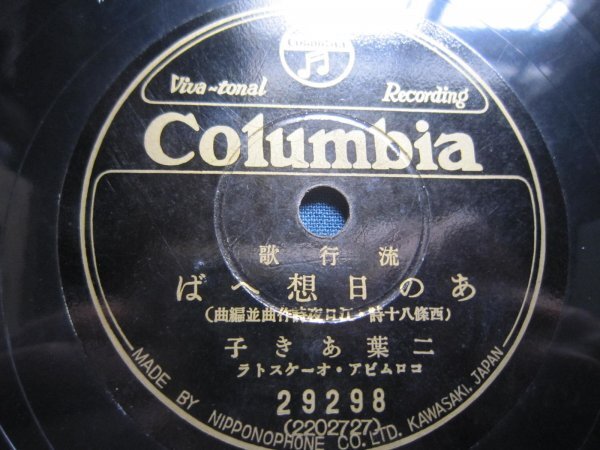 Viva-tonal Recording
Columbia
流行歌
あの日想へば
(西條八十詩・江口夜詩作曲並編曲)
二葉あき子
コロムビア・オーケストラ
29298
(2202727)
MADE BY NIPPONOPHONE CO. LTD. KAWASAKI, JAPAN